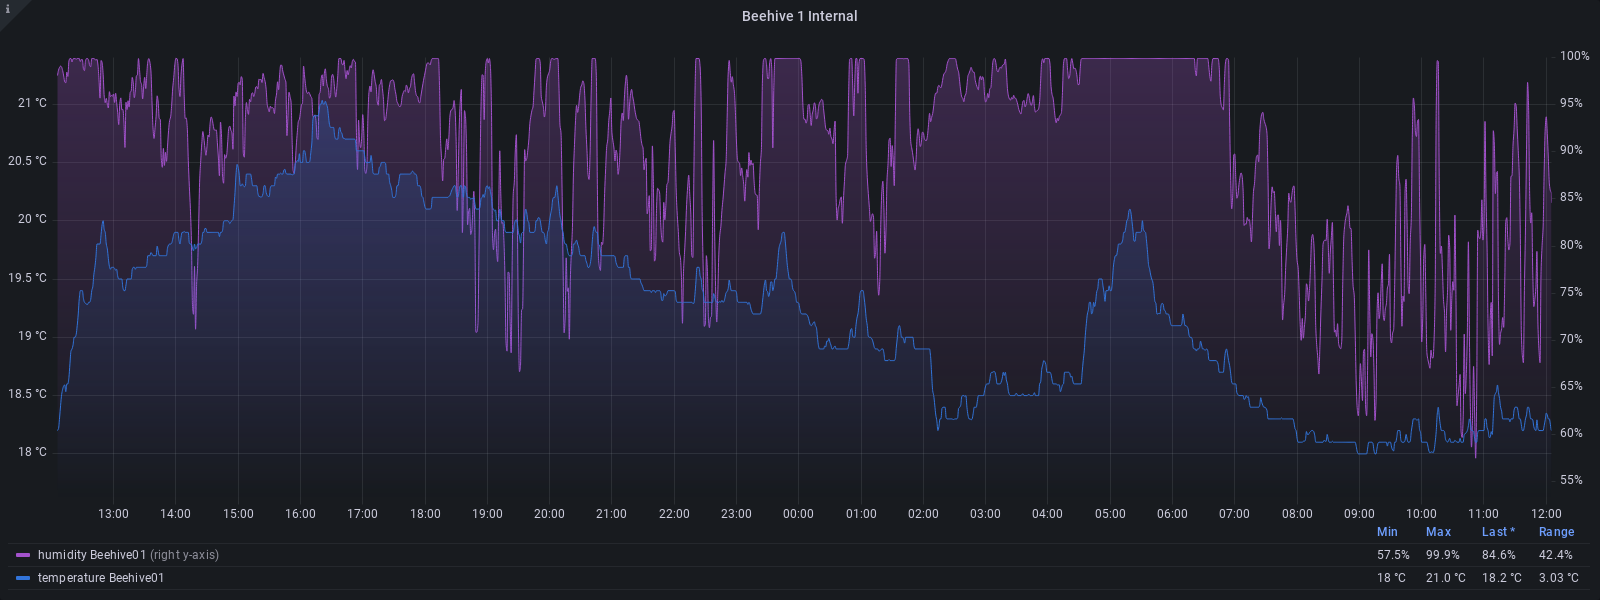 i
Beehive 1 Internal
100%
21 °C
95%
20.5 °C
90%
85%
20 °C
80%
19.5 °C
75%
19 °C
70%
18.5 °C
65%
60%
18 °C
55%
13:00 14:00 15:00 16:00 17:00 18:00 19:00 20:00 21:00 22:00 23:00 00:00 01:00 02:00 03:00 04:00 05:00 06:00 07:00 08:00 09:00 10:00 11:00 12:00
Min Max Last * Range
humidity Beehive01 (right y-axis) 57.5% 99.9% 84.6% 42.4%
temperature Beehive01 18 °C 21.0 °C 18.2 °C 3.03 °C